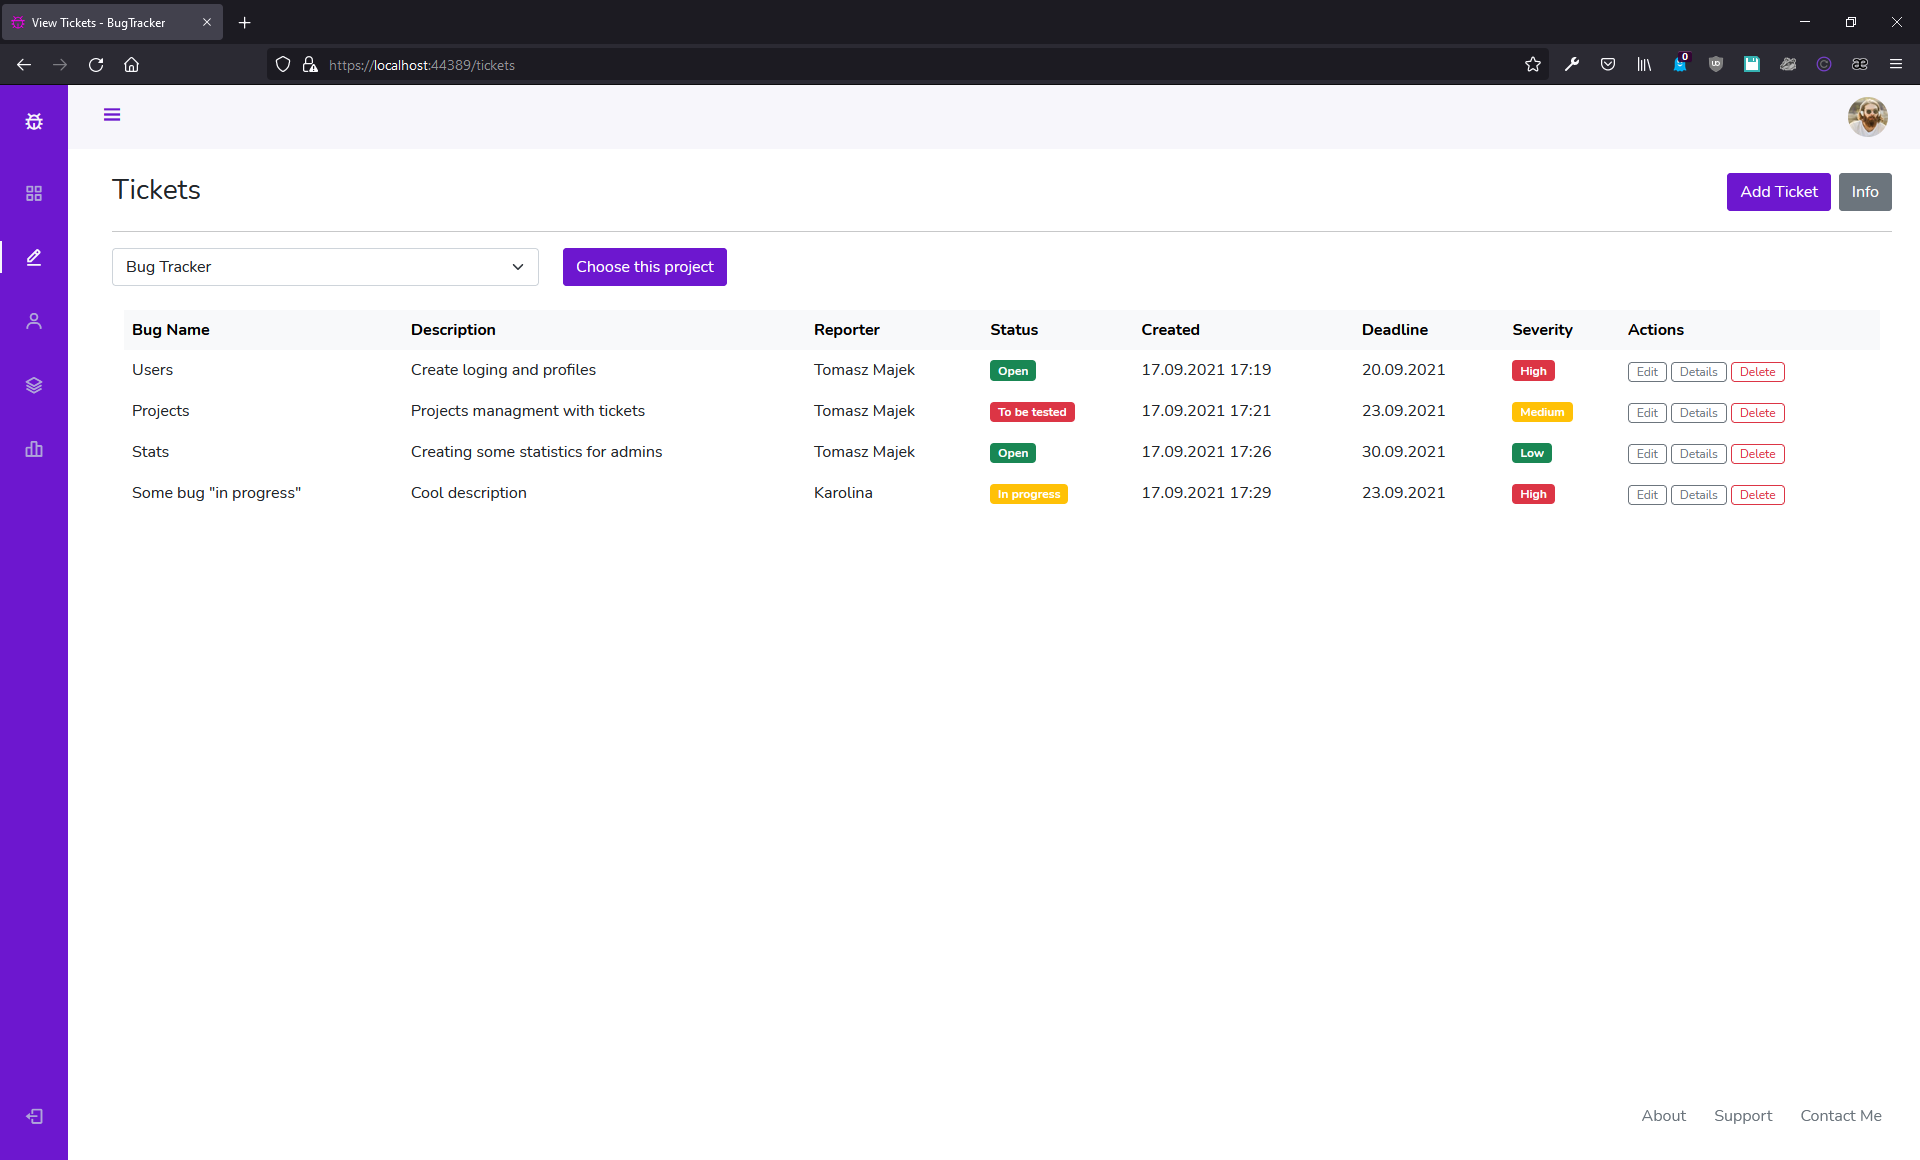 View Tickets - BugTracker
https://localhost:44389/tickets
0
Tickets
Add Ticket Info
Bug Tracker Choose this project
Bug Name Description Reporter Status Created Deadline Severity Actions
Users Create loging and profiles Tomasz Majek Open 17.09.2021 17:19 20.09.2021 High Edit Details Delete
Projects Projects managment with tickets Tomasz Majek To be tested 17.09.2021 17:21 23.09.2021 Medium Edit Details Delete
Stats Creating some statistics for admins Tomasz Majek Open 17.09.2021 17:26 30.09.2021 Low Edit Details Delete
Some bug "in progress" Cool description Karolina In progress 17.09.2021 17:29 23.09.2021 High Edit Details Delete
About Support Contact Me